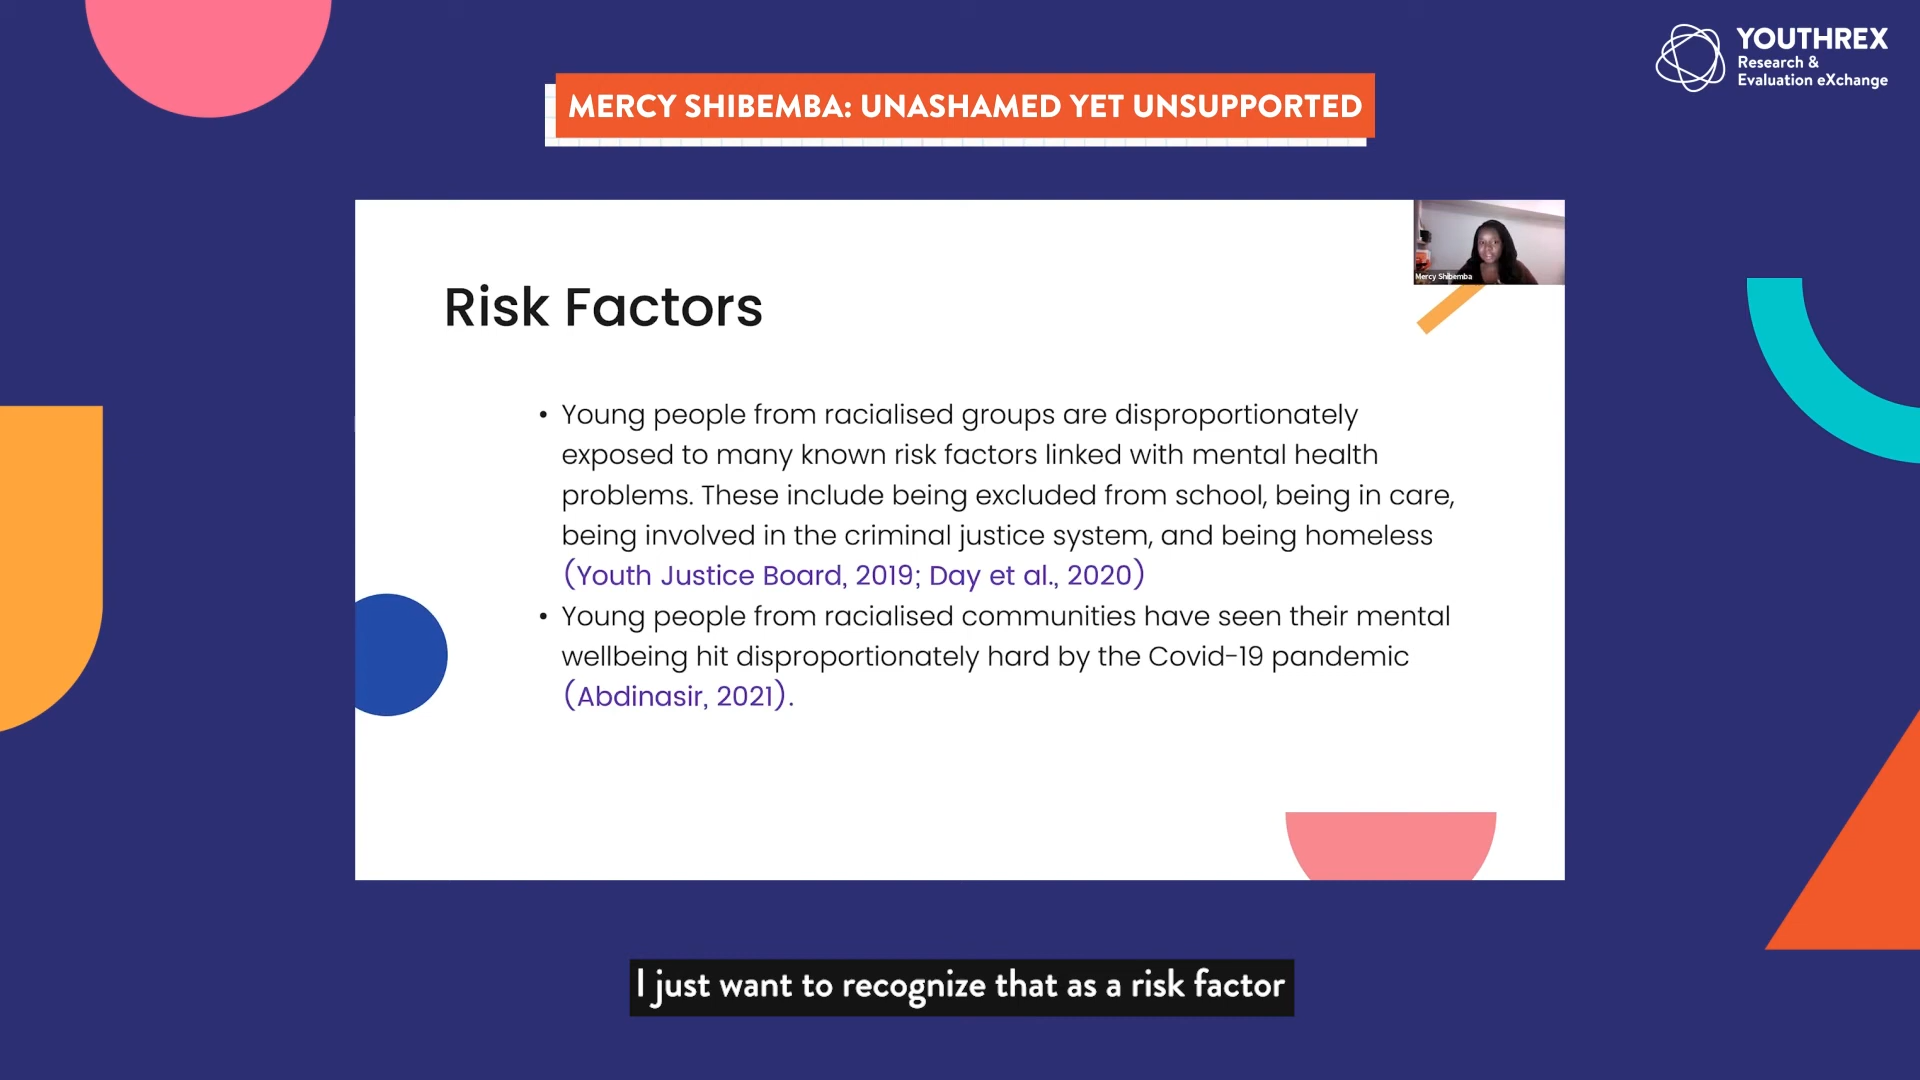 YOUTHREX
Research &
Evaluation eXchange
MERCY SHIBEMBA: UNASHAMED YET UNSUPPORTED
Mercy Shibemba
Risk Factors
• Young people from racialised groups are disproportionately
exposed to many known risk factors linked with mental health
problems. These include being excluded from school, being in care,
being involved in the criminal justice system, and being homeless
(Youth Justice Board, 2019; Day et al., 2020)
• Young people from racialised communities have seen their mental
wellbeing hit disproportionately hard by the Covid-19 pandemic
(Abdinasir, 2021).
I just want to recognize that as a risk factor